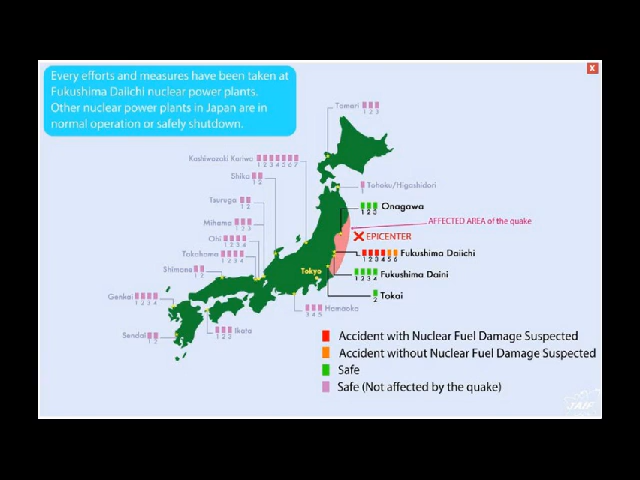 Every efforts and measures have been taken at
Fukushima Daiichi nuclear power plants.
Other nuclear power plants in Japan are in
normal operation or safely shutdown.
X
Tomari
1 2 3
Kashiwazaki Kariwa
1 2 3 4 5 6 7
Shika
1 2
Tohoku/Higashidori
1
Tsuruga
1 2
Onagawa
1 2 3
Mihama
1 2 3
AFFECTED AREA of the quake
Ohi
1 2 3 4
EPICENTER
Takahama
1 2 3 4
Fukushima Daiichi
1 2 3 4 5 6
Shimane
1 2
Tokyo
Fukushima Daini
1 2 3 4
Genkai
1 2 3 4
Tokai
2
Hamaoka
3 4 5
Sendai
1 2
Ikata
1 2 3
Accident with Nuclear Fuel Damage Suspected
Accident without Nuclear Fuel Damage Suspected
Safe
Safe (Not affected by the quake)
JAIF